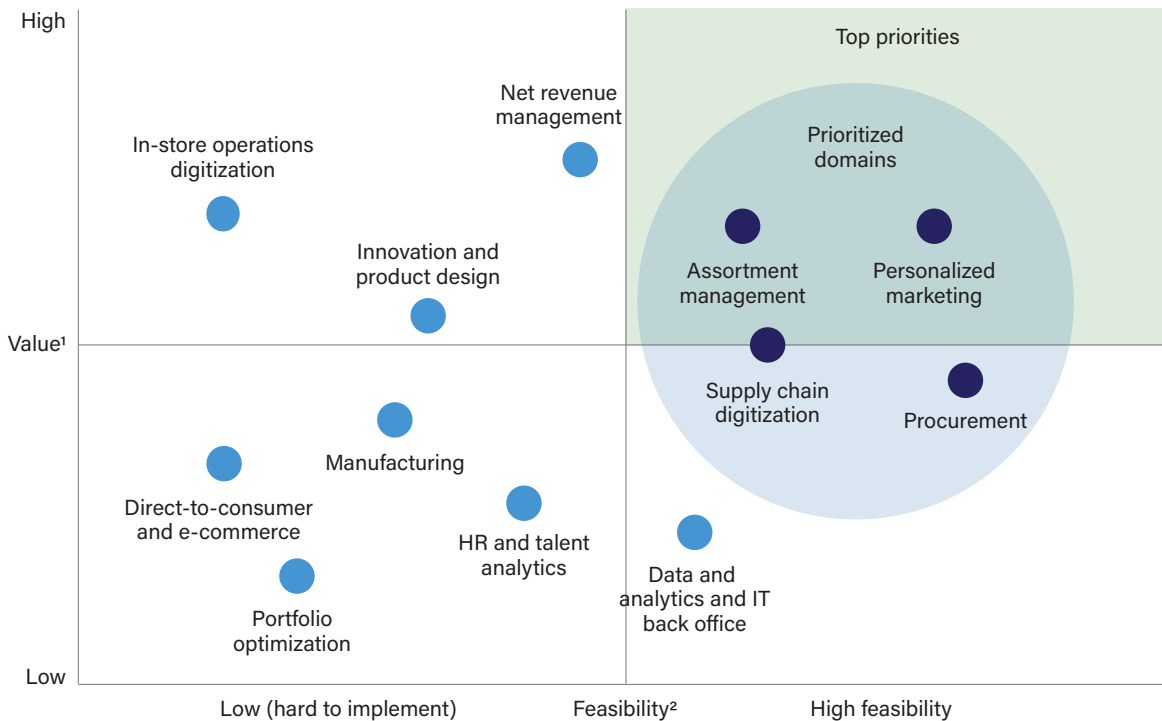 High
Top priorities
Net revenue
management
Prioritized
domains
In-store operations
digitization
Innovation and
product design
Assortment
management
Personalized
marketing
Value¹
Supply chain
digitization
Procurement
Manufacturing
Direct-to-consumer
and e-commerce
HR and talent
analytics
Data and
analytics and IT
back office
Portfolio
optimization
Low
Low (hard to implement)
Feasibility²
High feasibility